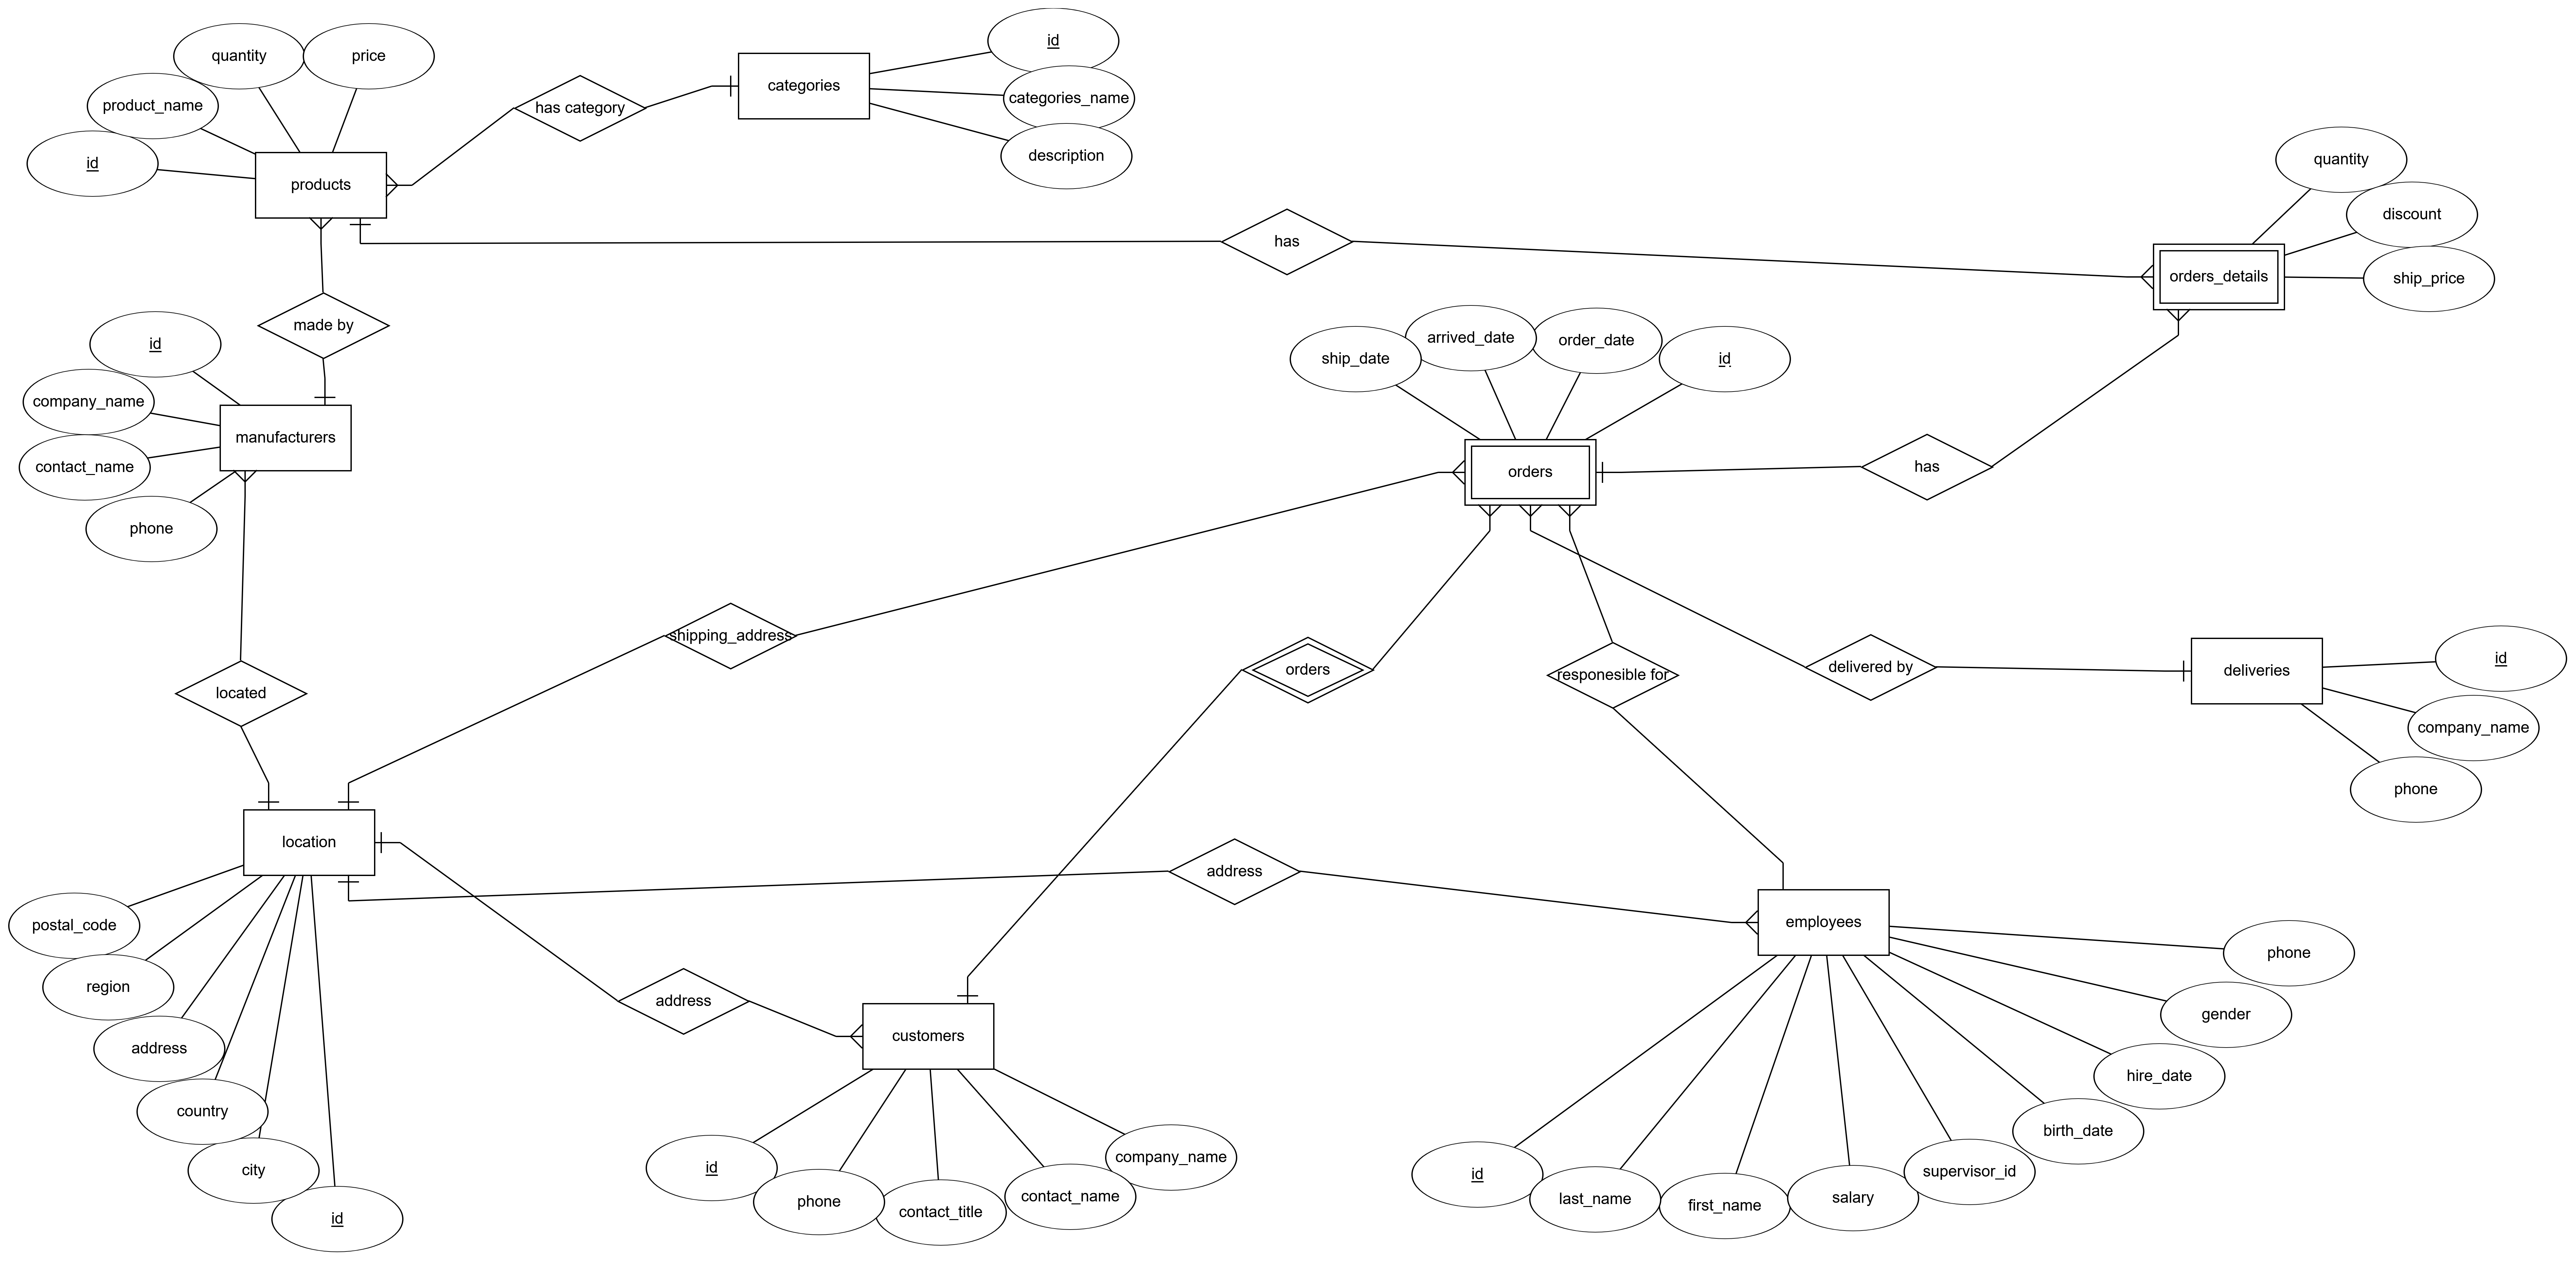 id
quantity
price
categories
categories_name
has category
product_name
description
id
products
quantity
discount
has
orders_details
ship_price
made by
id
ship_date
arrived_date
order_date
id
company_name
manufacturers
contact_name
orders
has
phone
shipping_address
located
orders
responesible for
delivered by
deliveries
id
company_name
phone
location
address
employees
postal_code
region
address
country
city
id
address
customers
id
phone
contact_title
contact_name
company_name
phone
gender
hire_date
birth_date
supervisor_id
salary
first_name
last_name
id